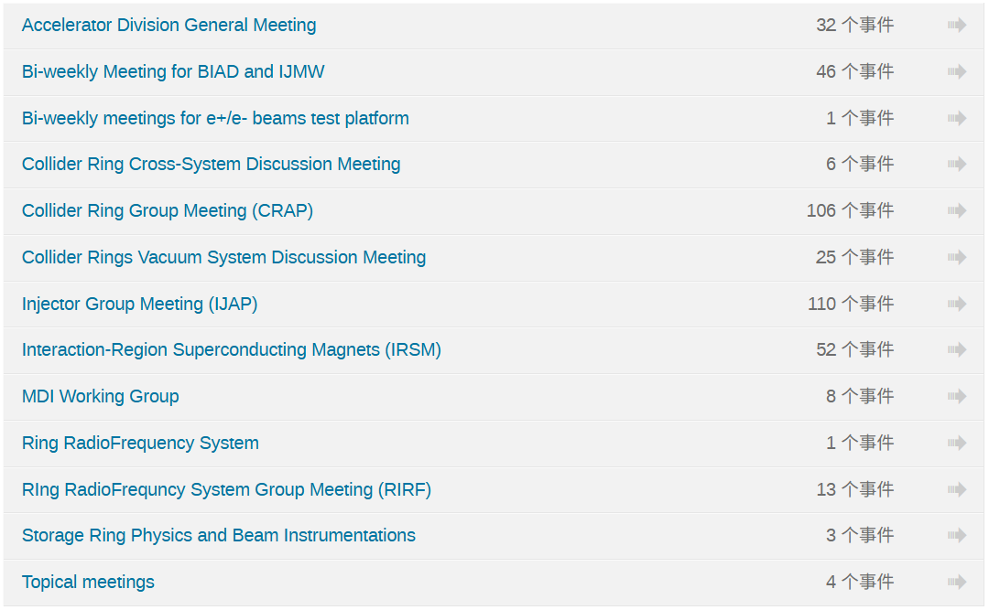 Accelerator Division General Meeting 32 个事件
Bi-weekly Meeting for BIAD and IJMW 46 个事件
Bi-weekly meetings for e+/e- beams test platform 1 个事件
Collider Ring Cross-System Discussion Meeting 6 个事件
Collider Ring Group Meeting (CRAP) 106 个事件
Collider Rings Vacuum System Discussion Meeting 25 个事件
Injector Group Meeting (IJAP) 110 个事件
Interaction-Region Superconducting Magnets (IRSM) 52 个事件
MDI Working Group 8 个事件
Ring RadioFrequency System 1 个事件
RIng RadioFrequncy System Group Meeting (RIRF) 13 个事件
Storage Ring Physics and Beam Instrumentations 3 个事件
Topical meetings 4 个事件